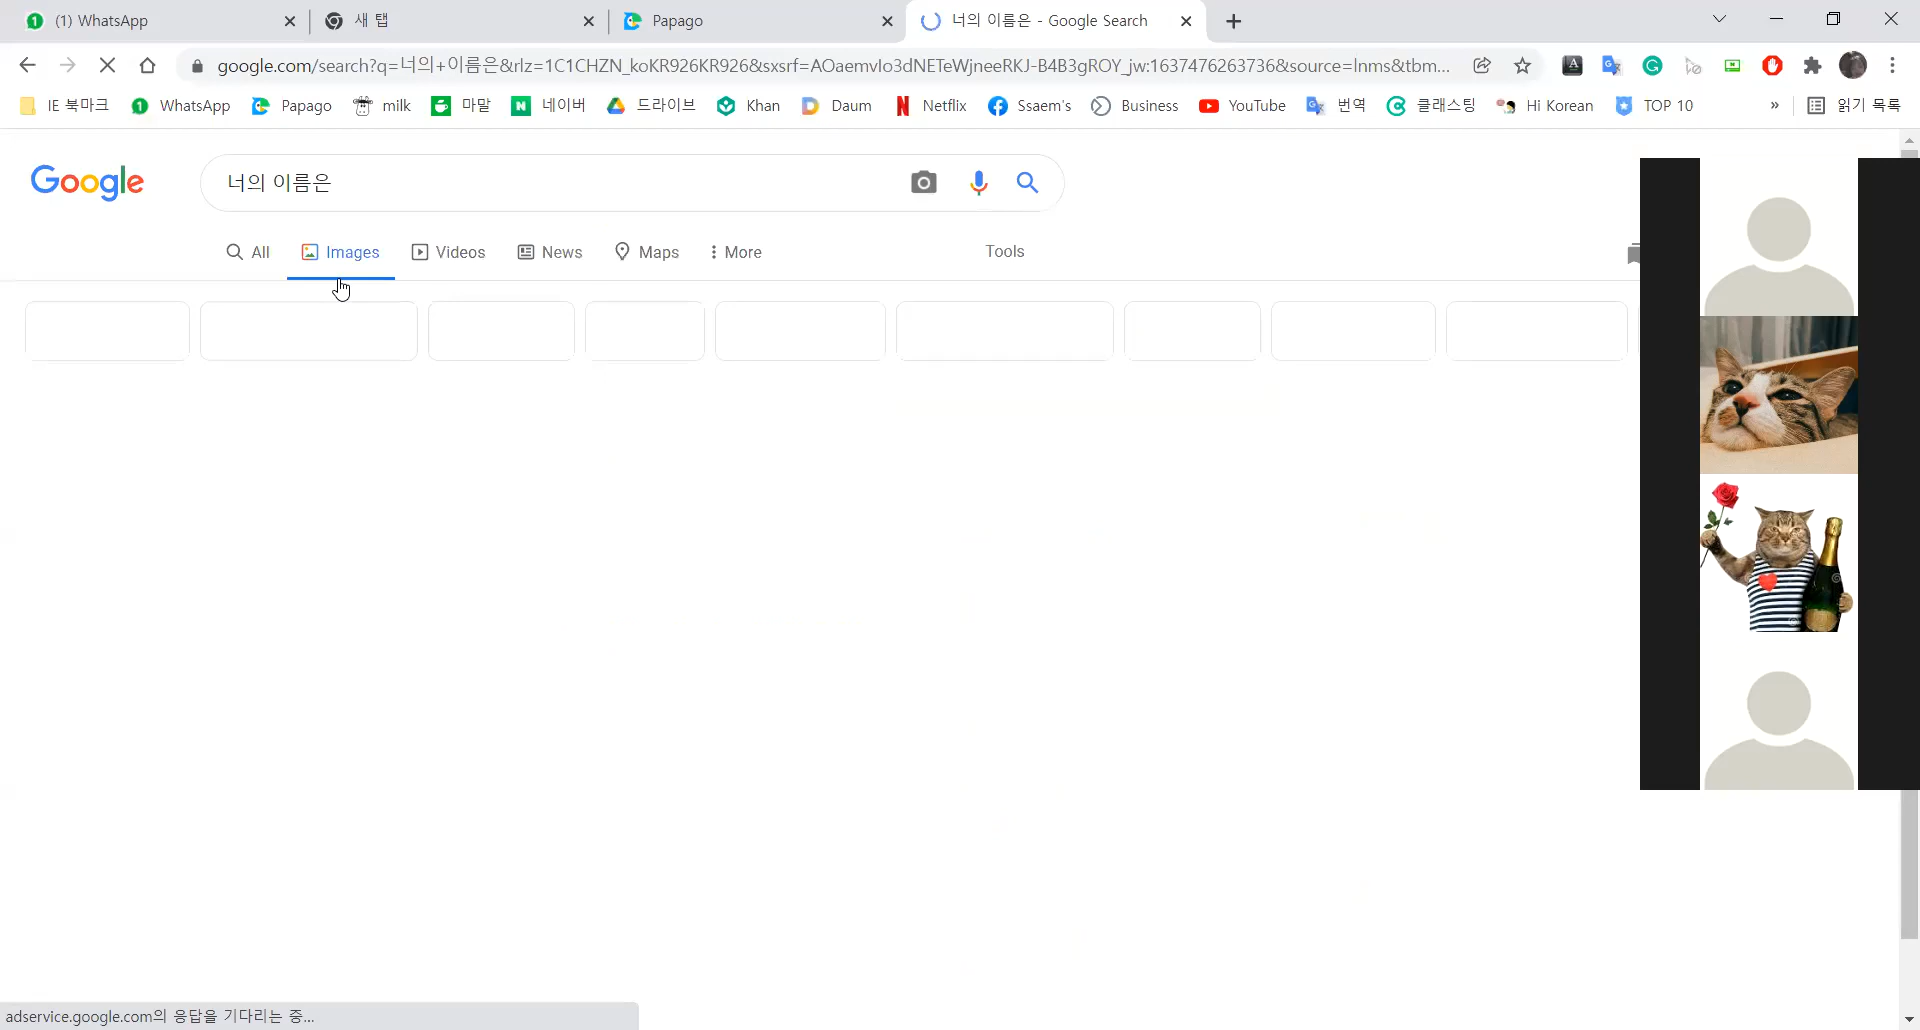 (1) WhatsApp
새 탭
Papago
너의 이름은 - Google Search
google.com/search?q=너의+이름은&rlz=1C1CHZN_koKR926KR926&sxsrf=AOaemvIo3dNETeWjneeRKJ-B4B3gROY_jw:1637476263736&source=lnms&tbm...
IE 북마크
WhatsApp
Papago
milk
마말
네이버
드라이브
Khan
Daum
Netflix
Ssaem's
Business
YouTube
번역
클래스팅
Hi Korean
TOP 10
»
읽기 목록
Google
너의 이름은
All
Images
Videos
News
Maps
More
Tools
adservice.google.com의 응답을 기다리는 중...